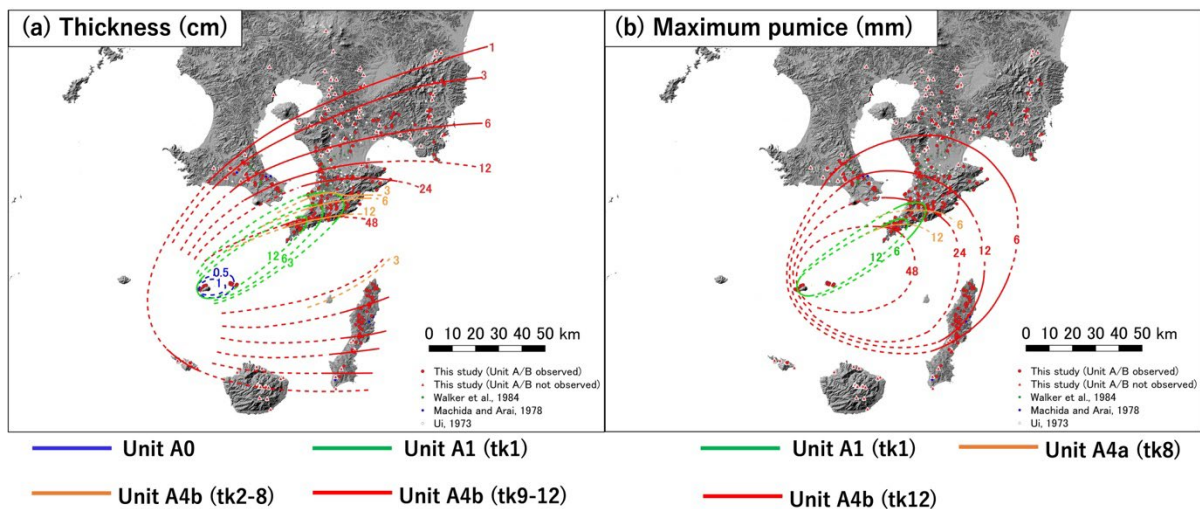 (a) Thickness (cm)
1
3
6
12
24
3
6
12
48
12 6 3
0.5
1
3
0 10 20 30 40 50 km
This study (Unit A/B observed)
This study (Unit A/B not observed)
Walker et al., 1984
Machida and Arai, 1978
Ui, 1973
(b) Maximum pumice (mm)
6
12
6
12
6
24
12
48
0 10 20 30 40 50 km
This study (Unit A/B observed)
This study (Unit A/B not observed)
Walker et al., 1984
Machida and Arai, 1978
Ui, 1973
Unit A0
Unit A1 (tk1)
Unit A4b (tk2-8)
Unit A4b (tk9-12)
Unit A1 (tk1)
Unit A4a (tk8)
Unit A4b (tk12)